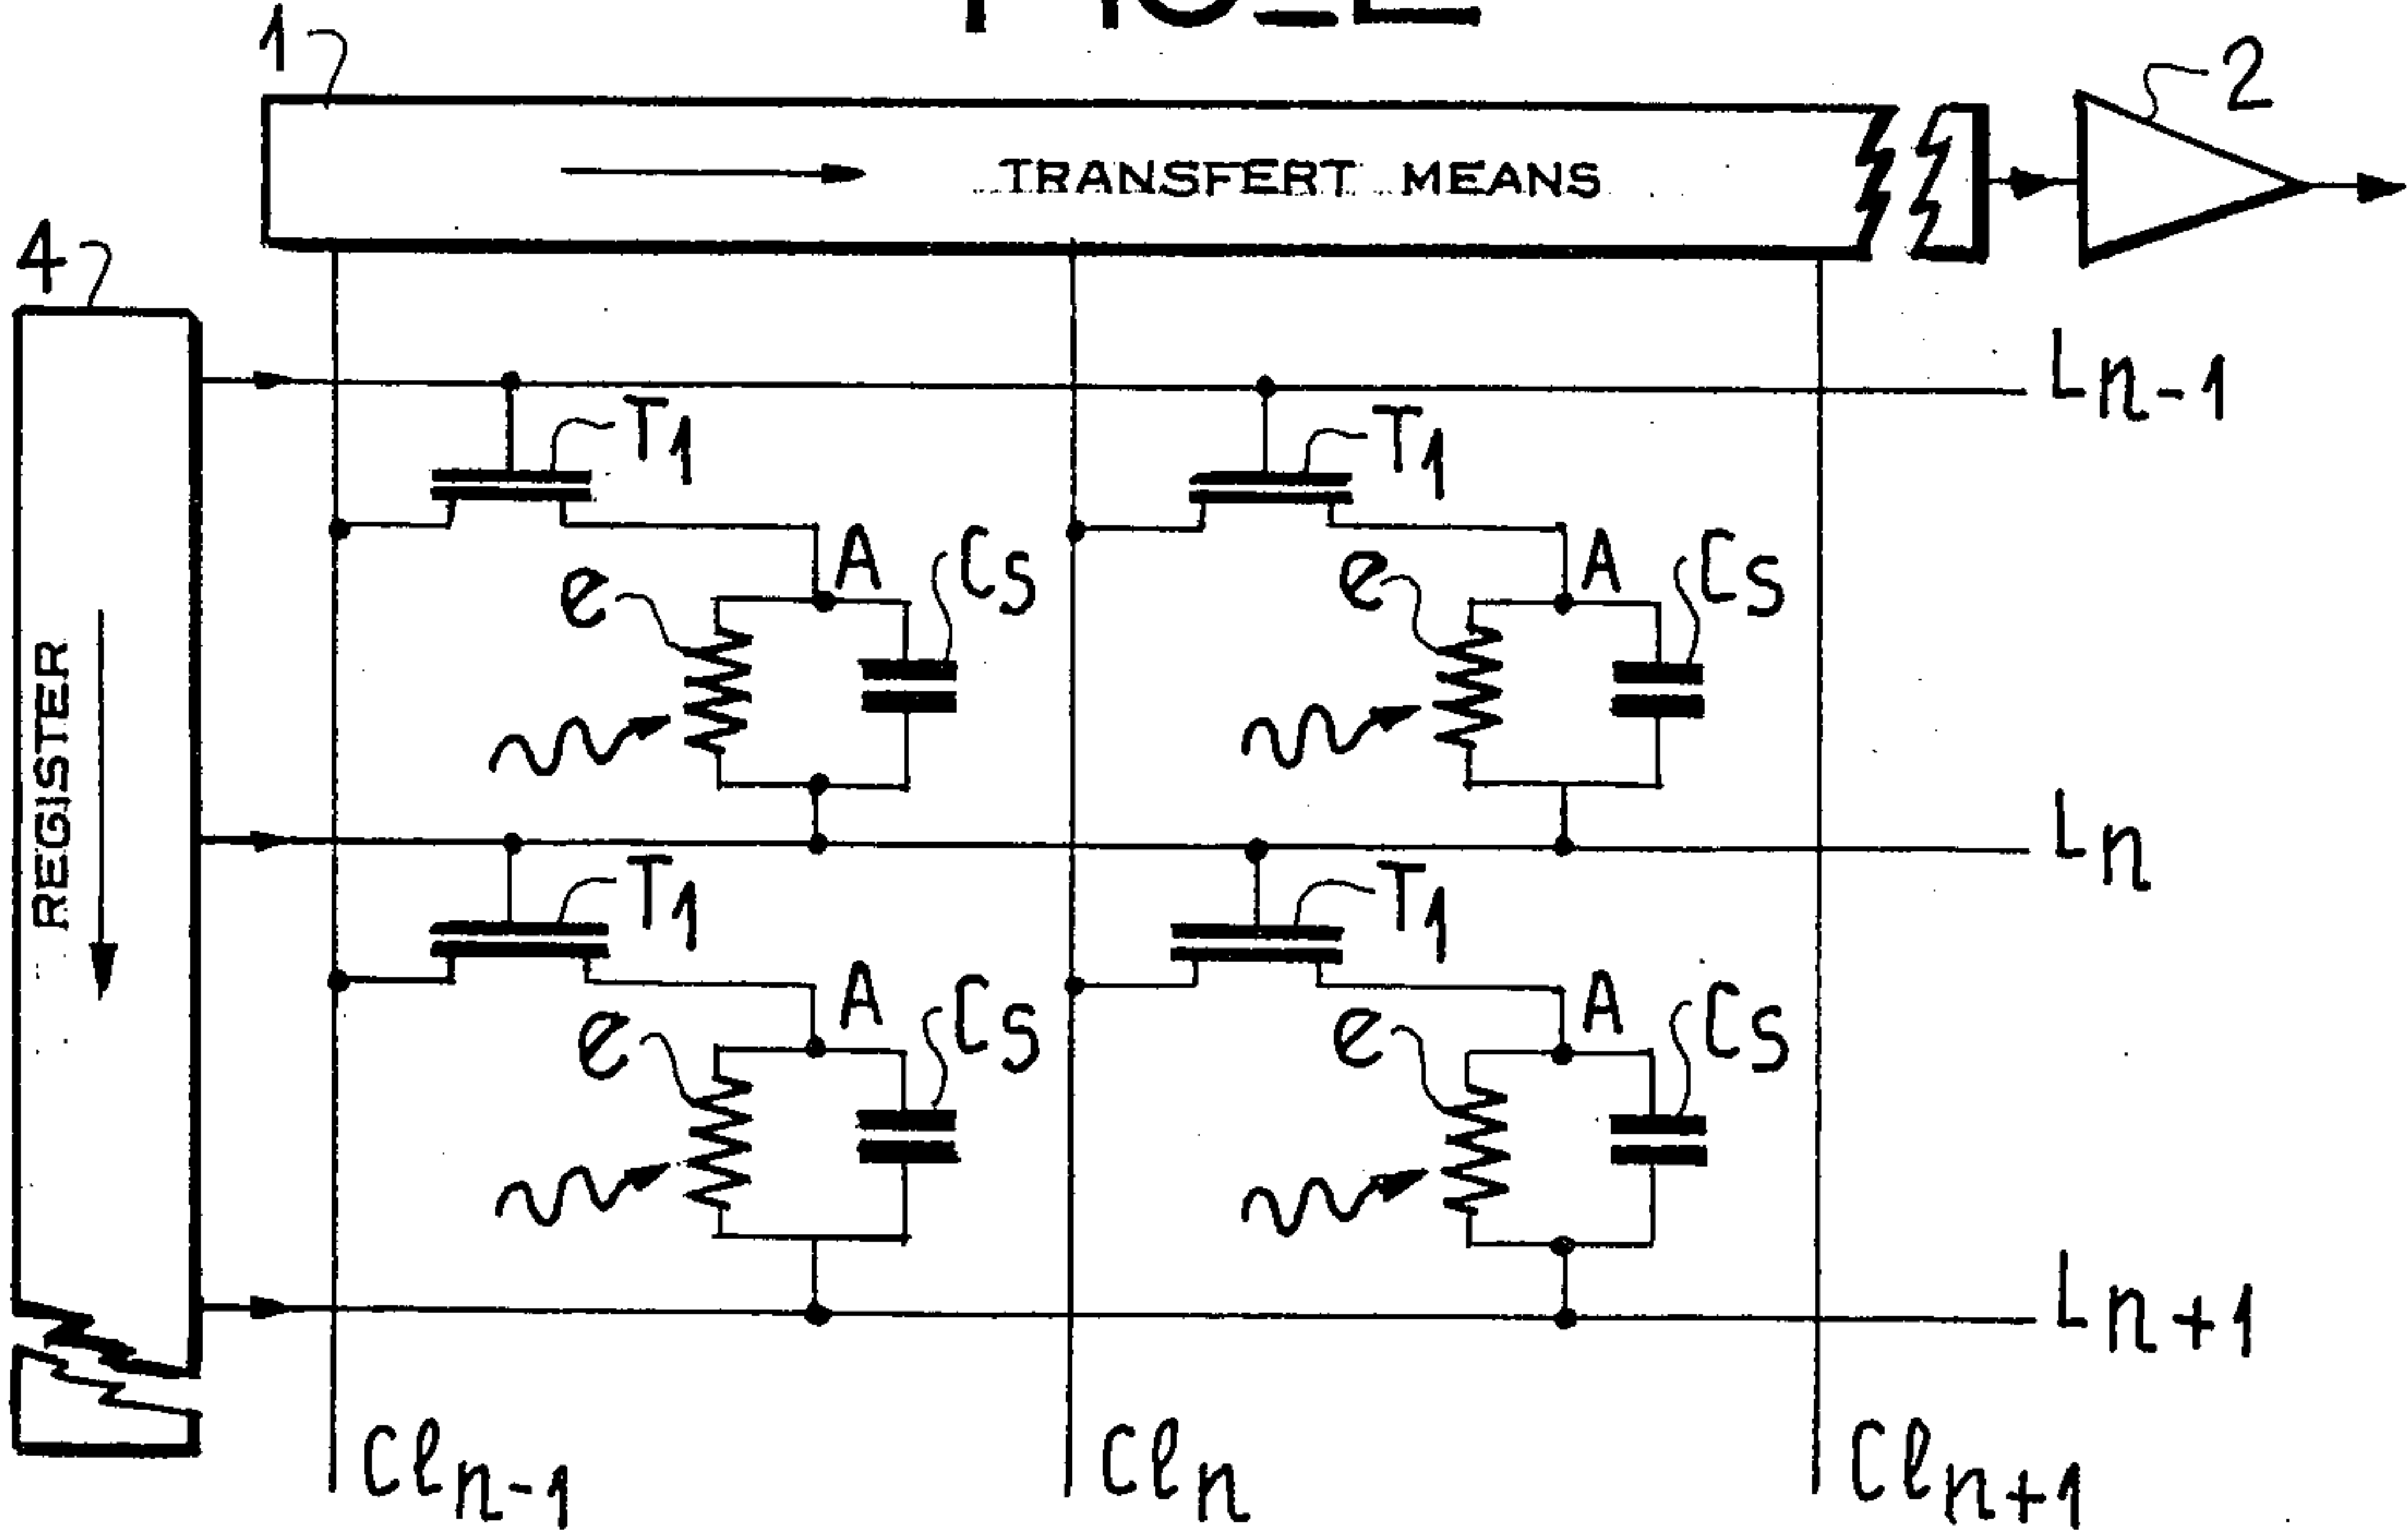 1
2
TRANSFERT MEANS
4
Ln-1
T1 T1
A Cs A Cs
e e
REGISTER
Ln
T1 T1
A Cs A Cs
e e
Ln+1
Cln-1 Cln Cln+1